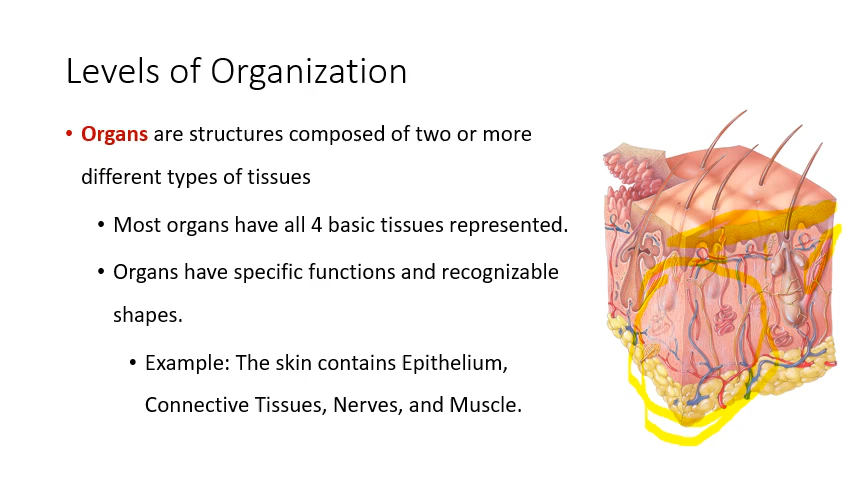 Levels of Organization
• Organs are structures composed of two or more
different types of tissues
• Most organs have all 4 basic tissues represented.
• Organs have specific functions and recognizable
shapes.
• Example: The skin contains Epithelium,
Connective Tissues, Nerves, and Muscle.